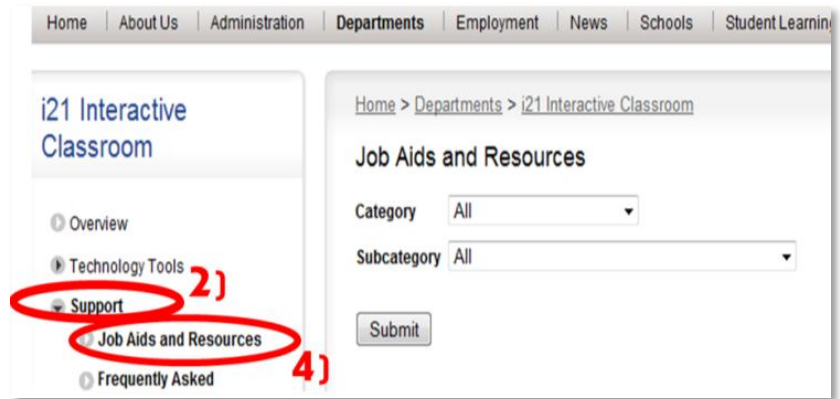 Home | About Us | Administration | Departments | Employment | News | Schools | Student Learning
i21 Interactive
Classroom
Overview
Technology Tools
2)
Support
Job Aids and Resources
4)
Frequently Asked
Home > Departments > i21 Interactive Classroom
Job Aids and Resources
Category All
Subcategory All
Submit